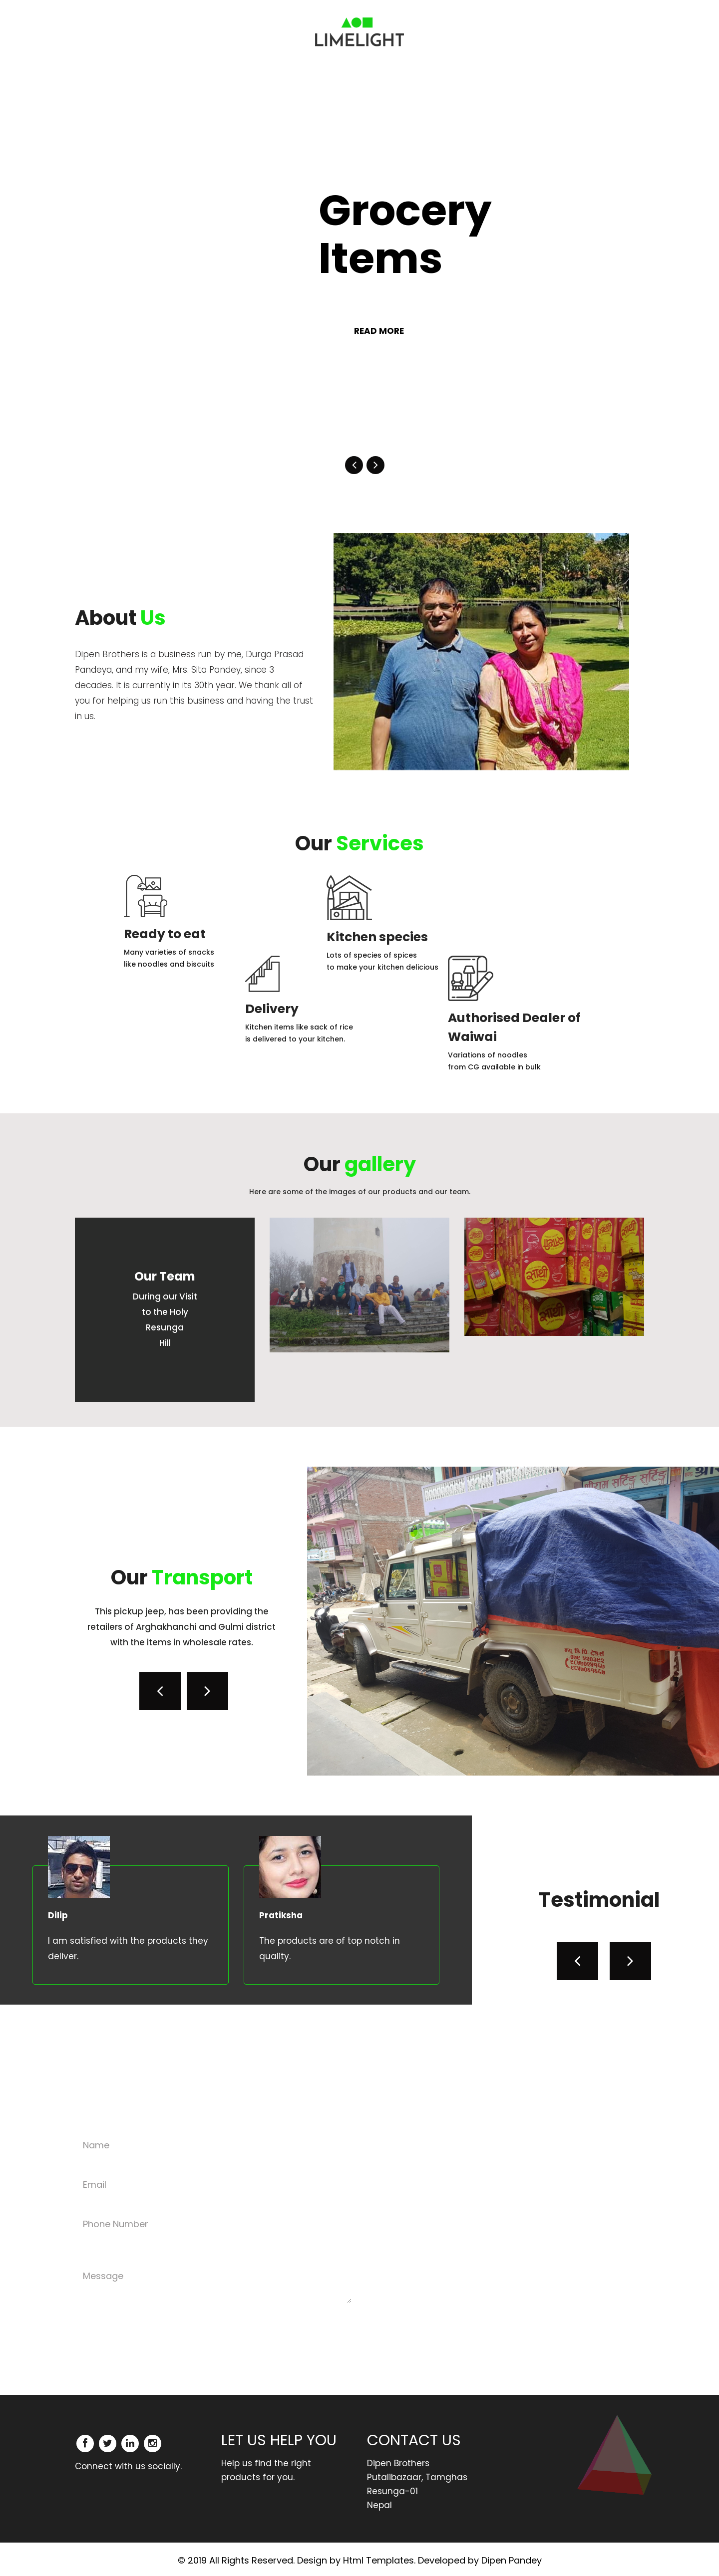 LIMELIGHT
Grocery
Items
READ MORE
About Us
Dipen Brothers is a business run by me, Durga Prasad
Pandeya, and my wife, Mrs. Sita Pandey, since 3
decades. It is currently in its 30th year. We thank all of
you for helping us run this business and having the trust
in us.
Our Services
Ready to eat
Many varieties of snacks
like noodles and biscuits
Kitchen species
Lots of species of spices
to make your kitchen delicious
Delivery
Kitchen items like sack of rice
is delivered to your kitchen.
Authorised Dealer of
Waiwai
Variations of noodles
from CG available in bulk
Our gallery
Here are some of the images of our products and our team.
Our Team
During our Visit
to the Holy
Resunga
Hill
Our Transport
This pickup jeep, has been providing the
retailers of Arghakhanchi and Gulmi district
with the items in wholesale rates.
Dilip
I am satisfied with the products they
deliver.
Pratiksha
The products are of top notch in
quality.
Testimonial
Name
Email
Phone Number
Message
Connect with us socially.
LET US HELP YOU
Help us find the right
products for you.
CONTACT US
Dipen Brothers
Putalibazaar, Tamghas
Resunga-01
Nepal
© 2019 All Rights Reserved. Design by Html Templates. Developed by Dipen Pandey